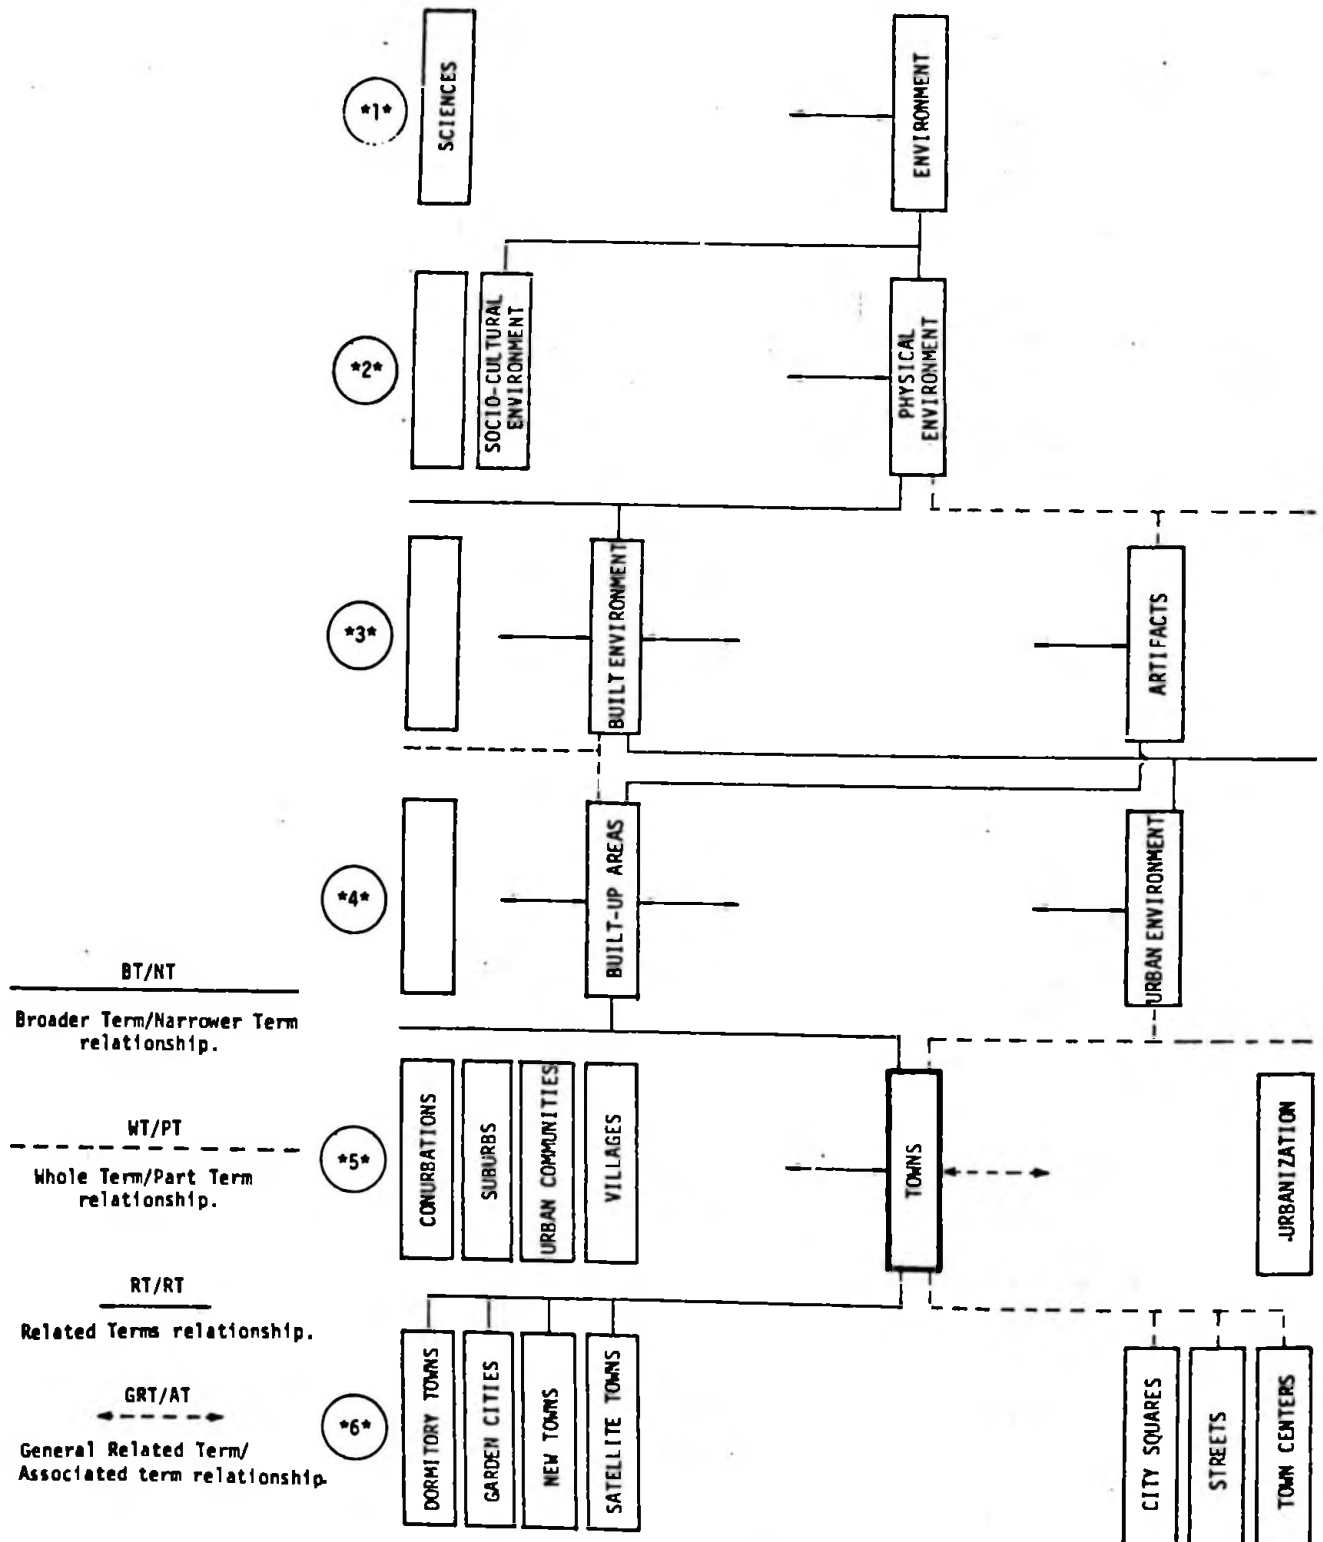 *1*
SCIENCES
ENVIRONMENT
*2*
SOCIO-CULTURAL
ENVIRONMENT
PHYSICAL
ENVIRONMENT
*3*
BUILT ENVIRONMENT
ARTIFACTS
*4*
BUILT-UP AREAS
URBAN ENVIRONMENT
BT/NT
Broader Term/Narrower Term
relationship.
*5*
CONURBATIONS
SUBURBS
URBAN COMMUNITIES
VILLAGES
TOWNS
URBANIZATION
WT/PT
Whole Term/Part Term
relationship.
RT/RT
Related Terms relationship.
*6*
DORMITORY TOWNS
GARDEN CITIES
NEW TOWNS
SATELLITE TOWNS
CITY SQUARES
STREETS
TOWN CENTERS
GRT/AT
General Related Term/
Associated term relationship.